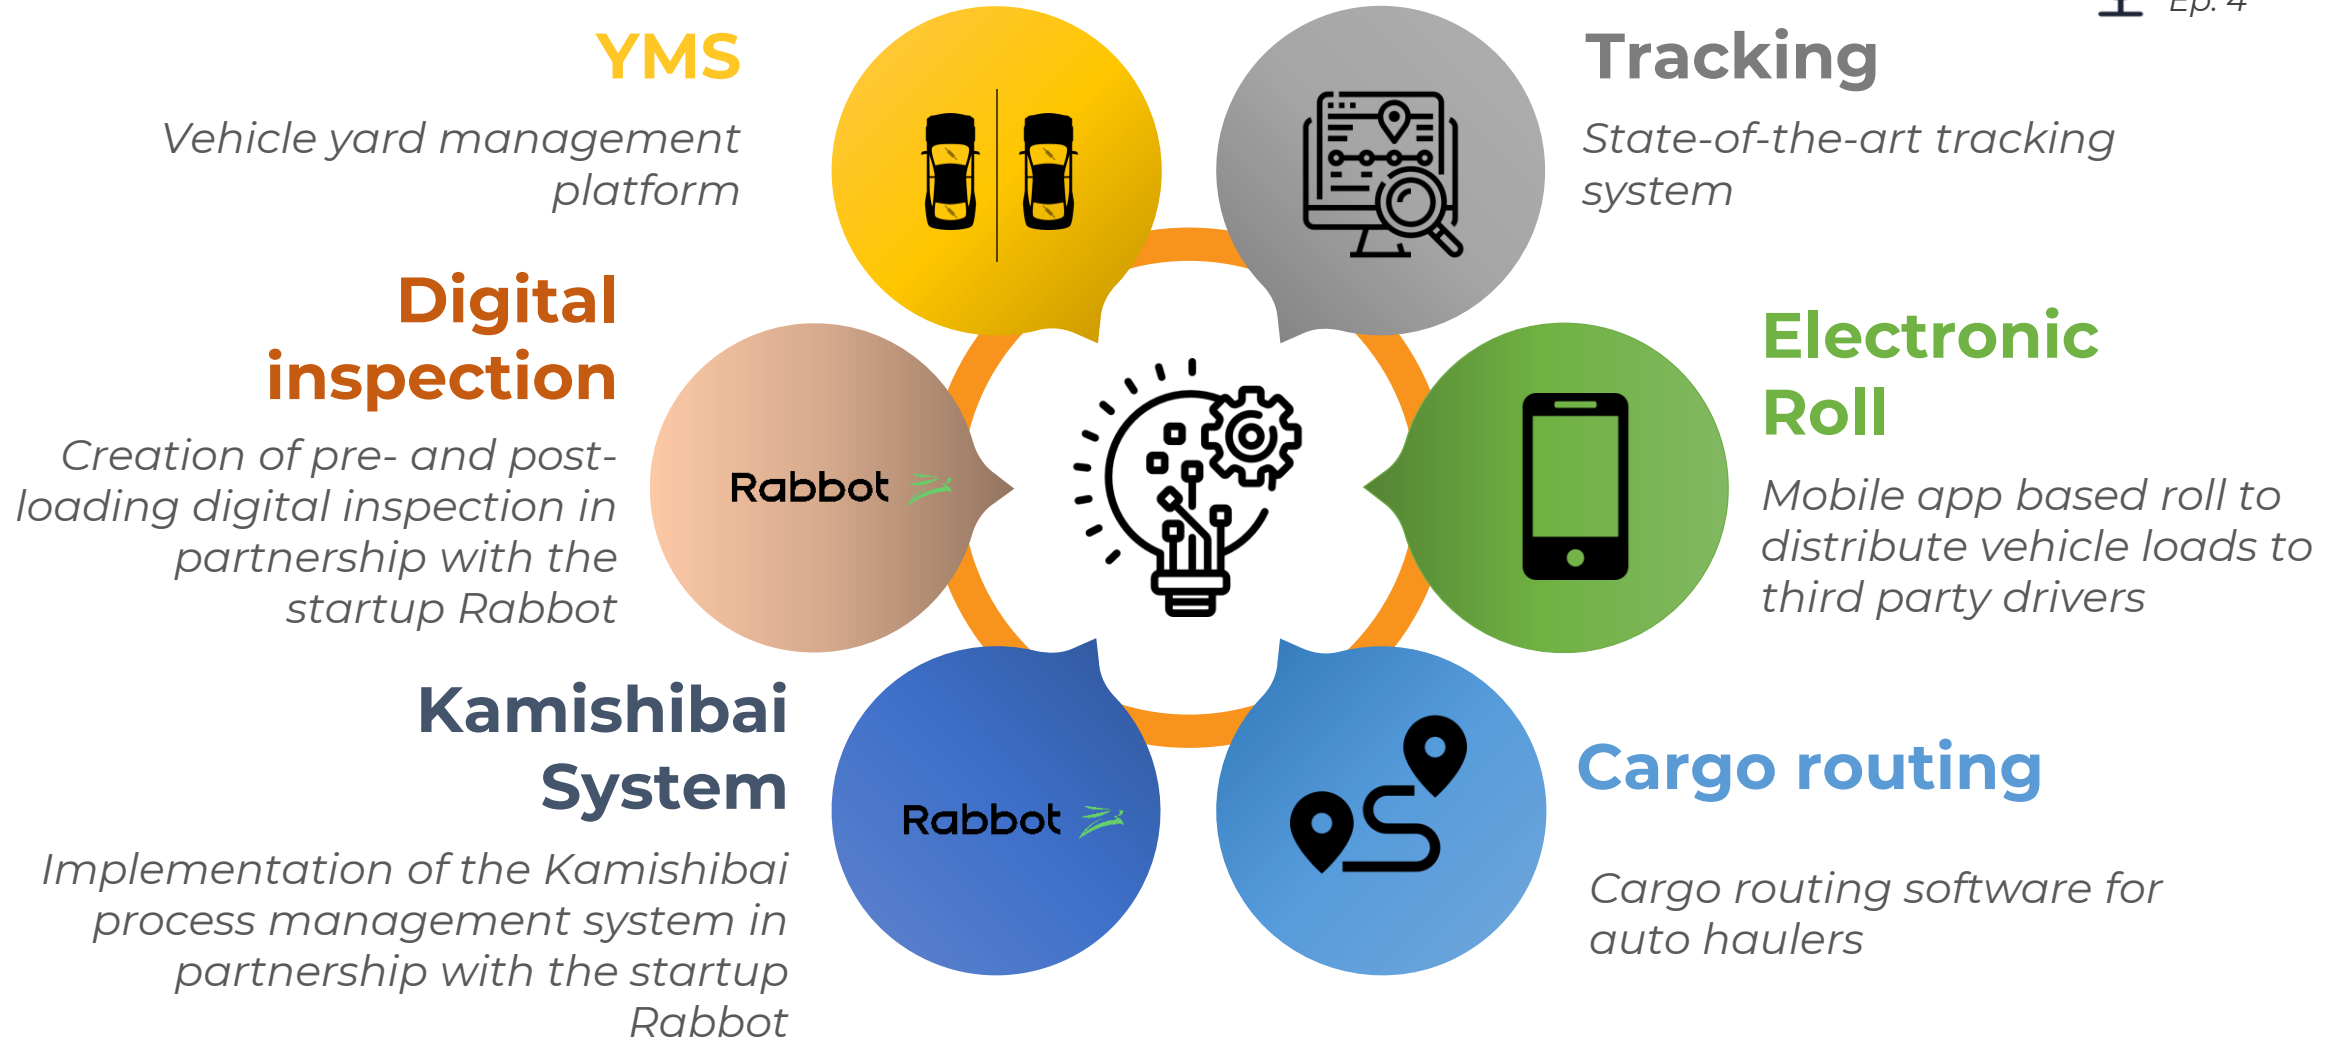 Ep. 4
YMS
Vehicle yard management
platform
Tracking
State-of-the-art tracking
system
Digital
inspection
Creation of pre- and post-
loading digital inspection in
partnership with the
startup Rabbot
Rabbot
Electronic
Roll
Mobile app based roll to
distribute vehicle loads to
third party drivers
Kamishibai
System
Implementation of the Kamishibai
process management system in
partnership with the startup
Rabbot
Rabbot
Cargo routing
Cargo routing software for
auto haulers